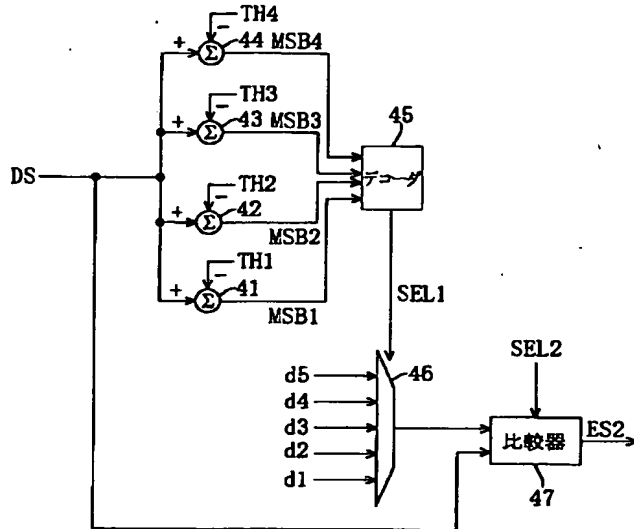 TH4
44 MSB4
TH3
43 MSB3
45
デコーダ
DS
TH2
42
MSB2
TH1
41
MSB1
SEL1
SEL2
46
d5
d4
d3
d2
d1
比較器
ES2
47
+
−
Σ
+
−
Σ
+
−
Σ
+
−
Σ